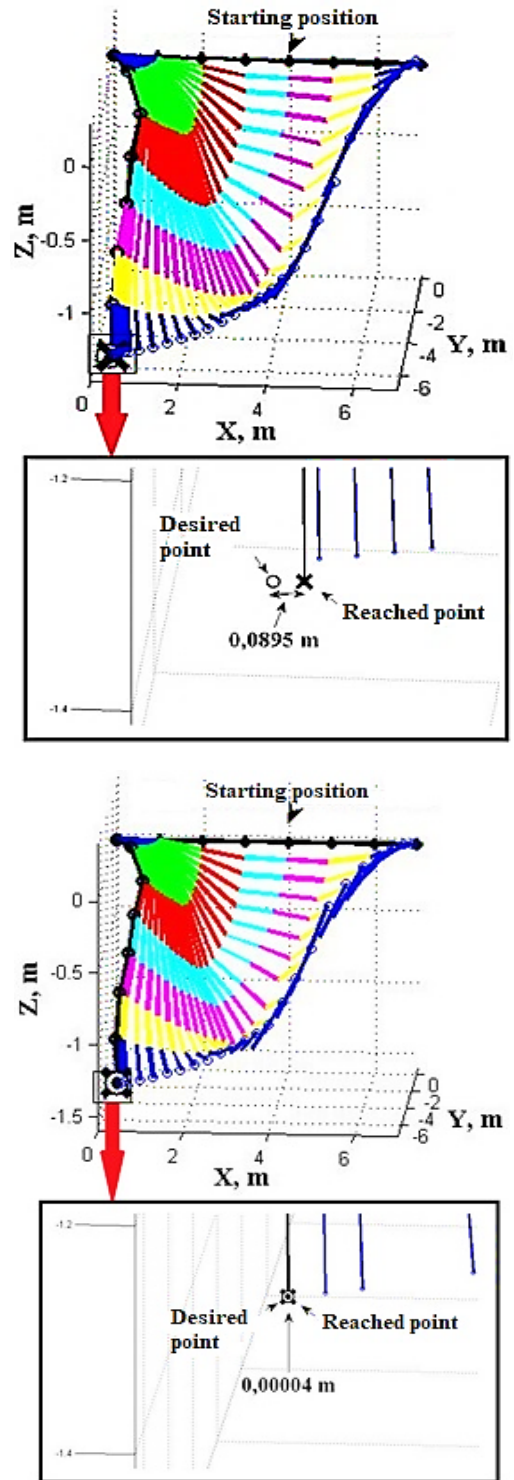 Starting position
0
-0.5
-1
Z, m
0
-2
-4
-6
Y, m
0
2
4
6
X, m
-1.2
Desired
point
0,0895 m
Reached point
-1.4
Starting position
0
-0.5
-1
-1.5
Z, m
0
-2
-4
-6
Y, m
0
2
4
6
X, m
-1.2
Desired
point
Reached point
0,00004 m
-1.4